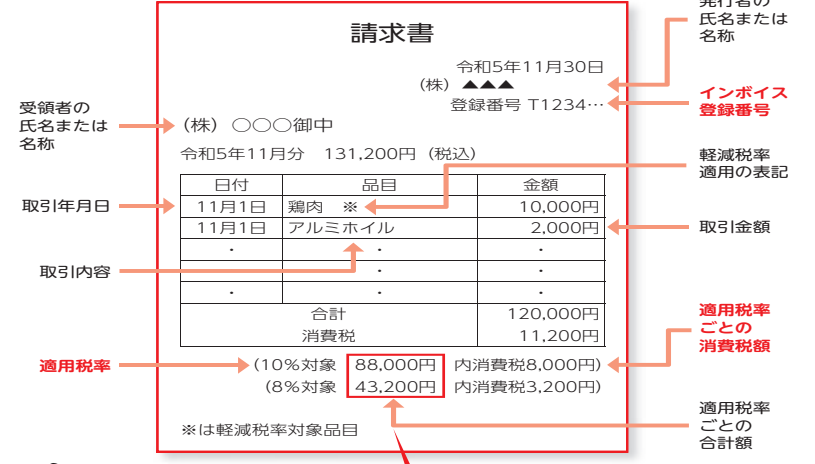 発行者の
氏名または
名称
請求書
令和5年11月30日
(株) ▲▲▲
登録番号 T1234…
インボイス
登録番号
受領者の
氏名または
名称
(株) ○○○御中
令和5年11月分 131,200円 (税込)
軽減税率
適用の表記
日付 品目 金額
取引年月日
11月1日 鶏肉 ※ 10,000円
11月1日 アルミホイル 2,000円
取引金額
・ ・ ・
取引内容
・ ・ ・
・ ・ ・
合計 120,000円
消費税 11,200円
適用税率
ごとの
消費税額
適用税率
(10%対象 88,000円 内消費税8,000円)
(8%対象 43,200円 内消費税3,200円)
適用税率
ごとの
合計額
※は軽減税率対象品目